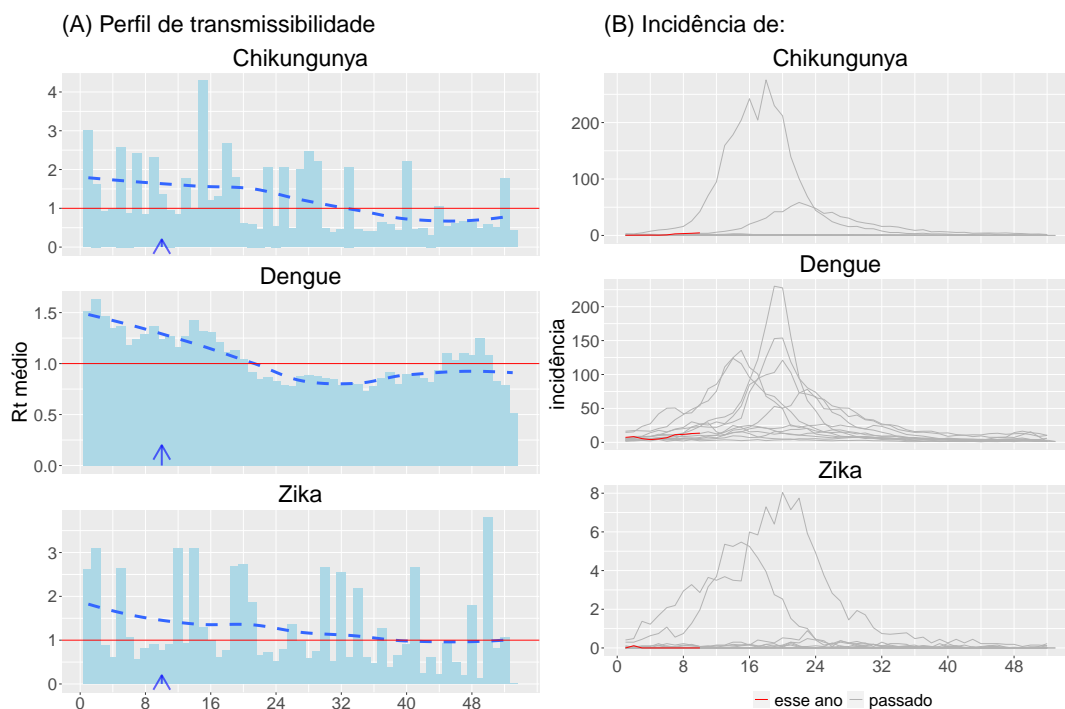 (A) Perfil de transmissibilidade
Chikungunya
4
3
2
1
0
Dengue
1.5
1.0
0.5
0.0
Rt médio
Zika
3
2
1
0
0 8 16 24 32 40 48
(B) Incidência de:
Chikungunya
200
100
0
Dengue
200
150
100
50
0
incidência
Zika
8
6
4
2
0
0 8 16 24 32 40 48
esse ano passado